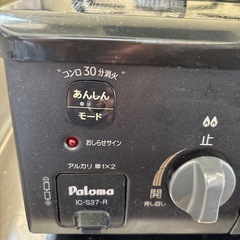 "コンロ30分消火"
あんしん
モード
おしらせサイン
アルカリ 単1×2
Paloma
IC-S37-R
止
開
押し回し